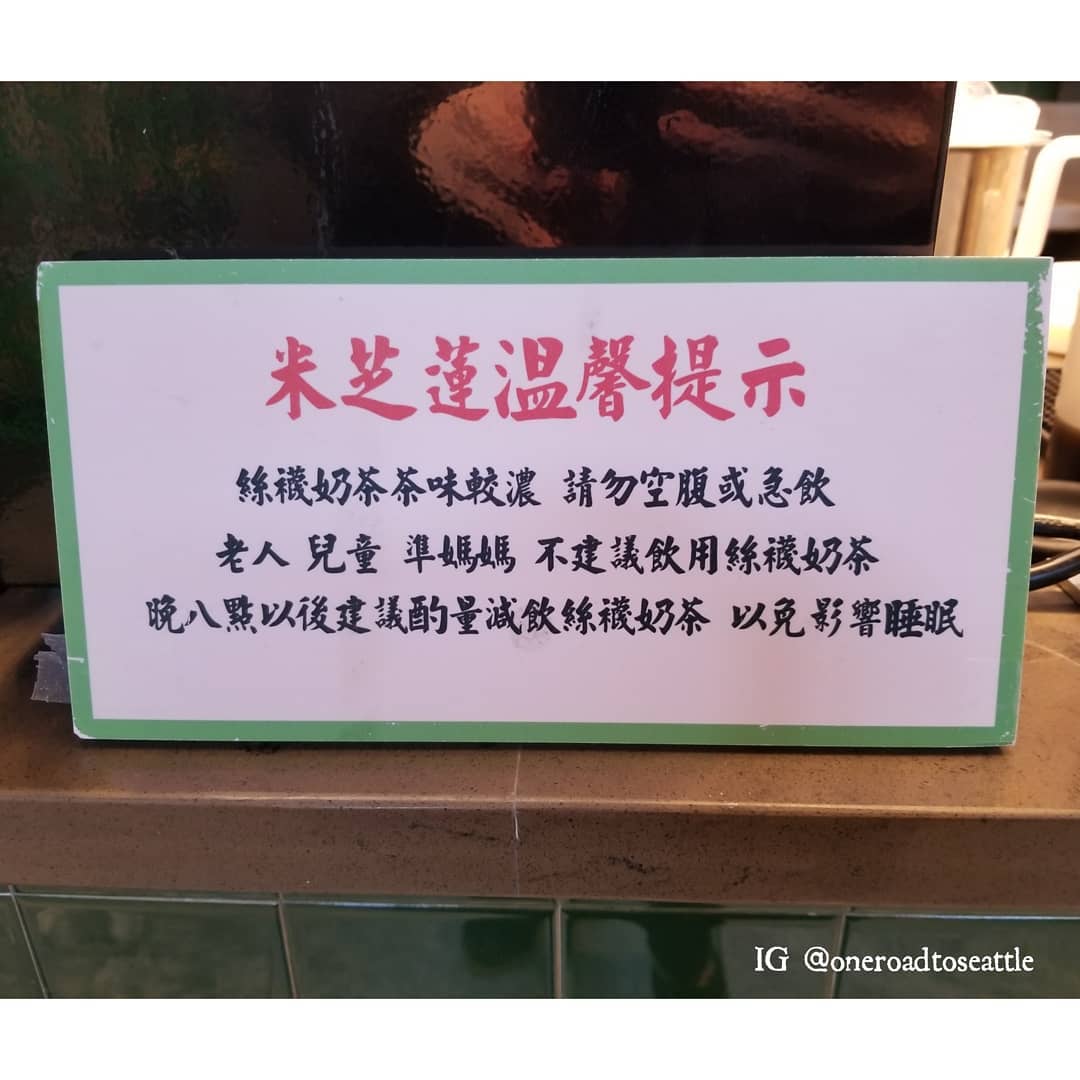 米芝蓮溫馨提示
絲襪奶茶茶味較濃 請勿空腹或急飲
老人 兒童 準媽媽 不建議飲用絲襪奶茶
晚八點以後建議酌量減飲絲襪奶茶 以免影響睡眠
IG @oneroadtoseattle